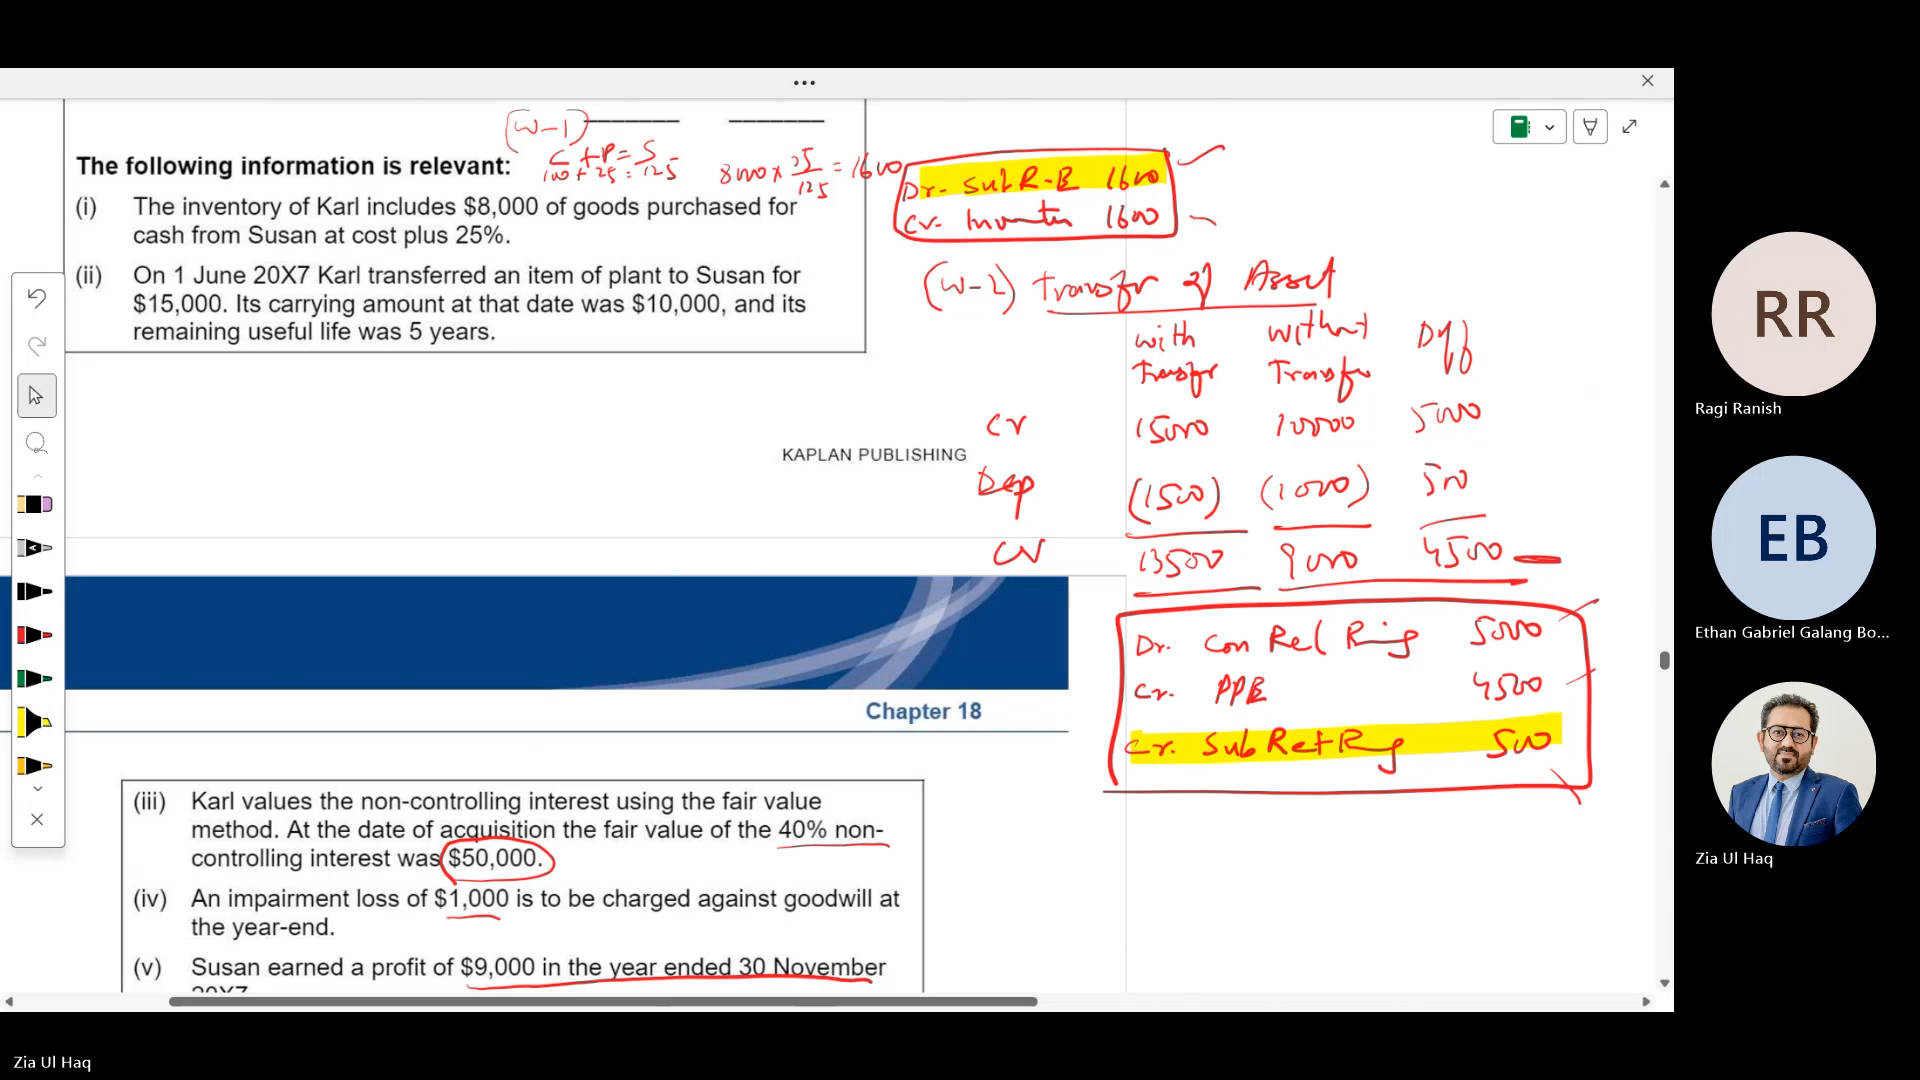 (W-1)
C + P = S
100 + 25 = 125
8000 × 25/125 = 1600
The following information is relevant:
(i) The inventory of Karl includes $8,000 of goods purchased for
cash from Susan at cost plus 25%.
(ii) On 1 June 20X7 Karl transferred an item of plant to Susan for
$15,000. Its carrying amount at that date was $10,000, and its
remaining useful life was 5 years.
Dr. Sub R-E 1600
Cr. Inventory 1600
(W-2) Transfer of Asset
With Transfer Without Transfer Diff
15000 10000 5000
Dep (1500) (1000) 500
CV 13500 9000 4500
Dr. Con Ret Ring 5000
Cr. PPE 4500
Cr. Sub Ret Rng 500
KAPLAN PUBLISHING
Chapter 18
(iii) Karl values the non-controlling interest using the fair value
method. At the date of acquisition the fair value of the 40% non-
controlling interest was $50,000.
(iv) An impairment loss of $1,000 is to be charged against goodwill at
the year-end.
(v) Susan earned a profit of $9,000 in the year ended 30 November
20X7
RR
Ragi Ranish
EB
Ethan Gabriel Galang Bo...
Zia Ul Haq
Zia Ul Haq